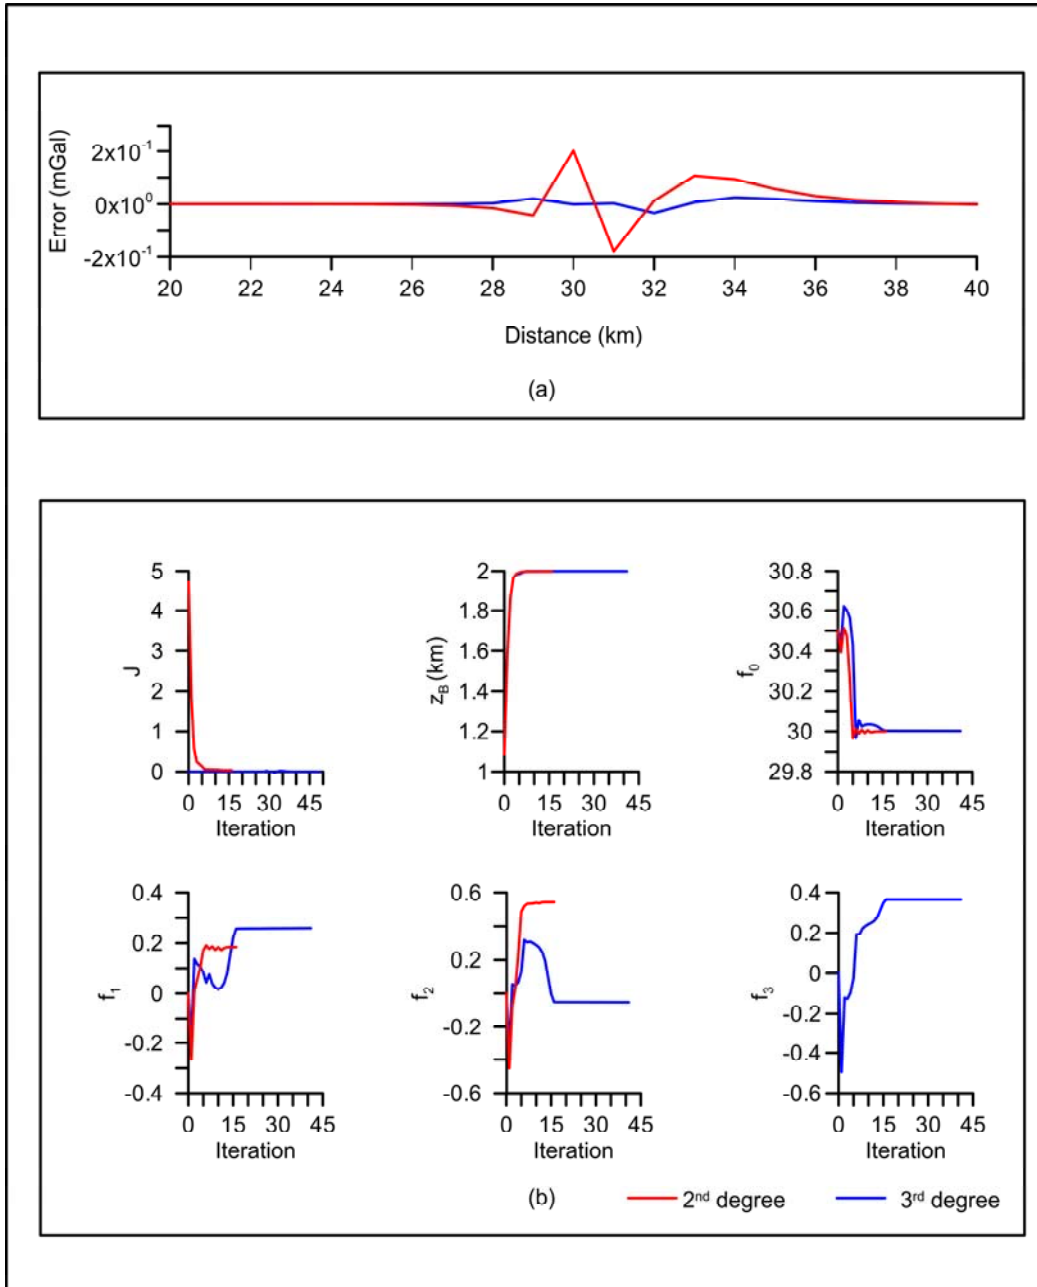 Error (mGal)
2x10⁻¹
0x10⁰
-2x10⁻¹
20 22 24 26 28 30 32 34 36 38 40
Distance (km)
(a)
J
5
4
3
2
1
0
0 15 30 45
Iteration
z_B (km)
2
1.8
1.6
1.4
1.2
1
0 15 30 45
Iteration
f₀
30.8
30.6
30.4
30.2
30
29.8
0 15 30 45
Iteration
f₁
0.4
0.2
0
-0.2
-0.4
0 15 30 45
Iteration
f₂
0.6
0.2
-0.2
-0.6
0 15 30 45
Iteration
f₃
0.4
0.2
0
-0.2
-0.4
-0.6
0 15 30 45
Iteration
(b)
2ⁿᵈ degree
3ʳᵈ degree